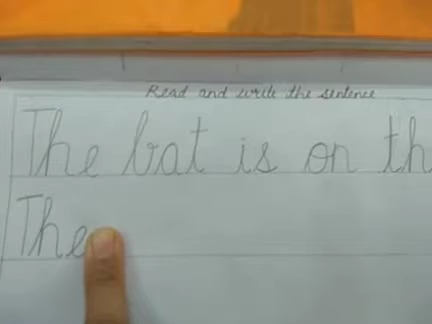 Read and write the sentence
The bat is on th
The